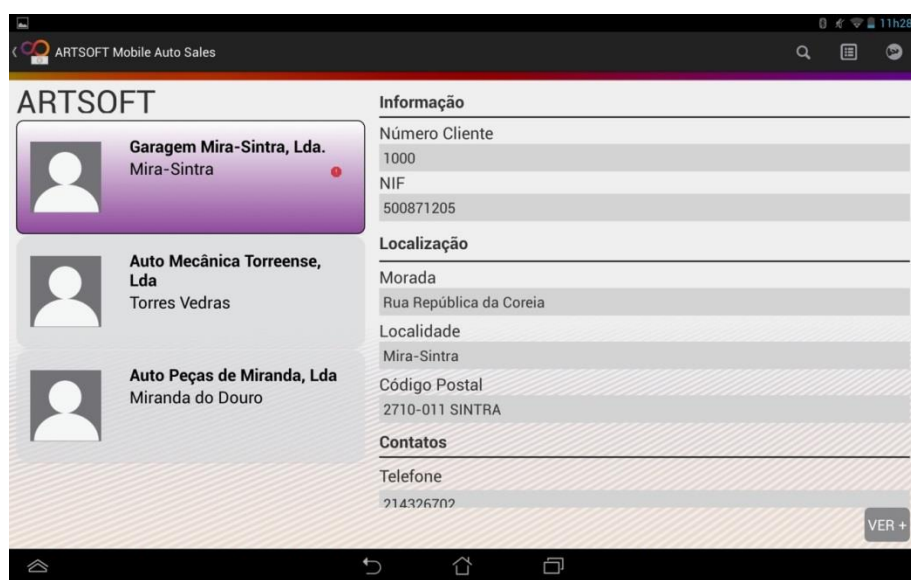 11h28
ARTSOFT Mobile Auto Sales
ARTSOFT
Garagem Mira-Sintra, Lda.
Mira-Sintra
Auto Mecânica Torreense,
Lda
Torres Vedras
Auto Peças de Miranda, Lda
Miranda do Douro
Informação
Número Cliente
1000
NIF
500871205
Localização
Morada
Rua República da Coreia
Localidade
Mira-Sintra
Código Postal
2710-011 SINTRA
Contatos
Telefone
214326702
VER +